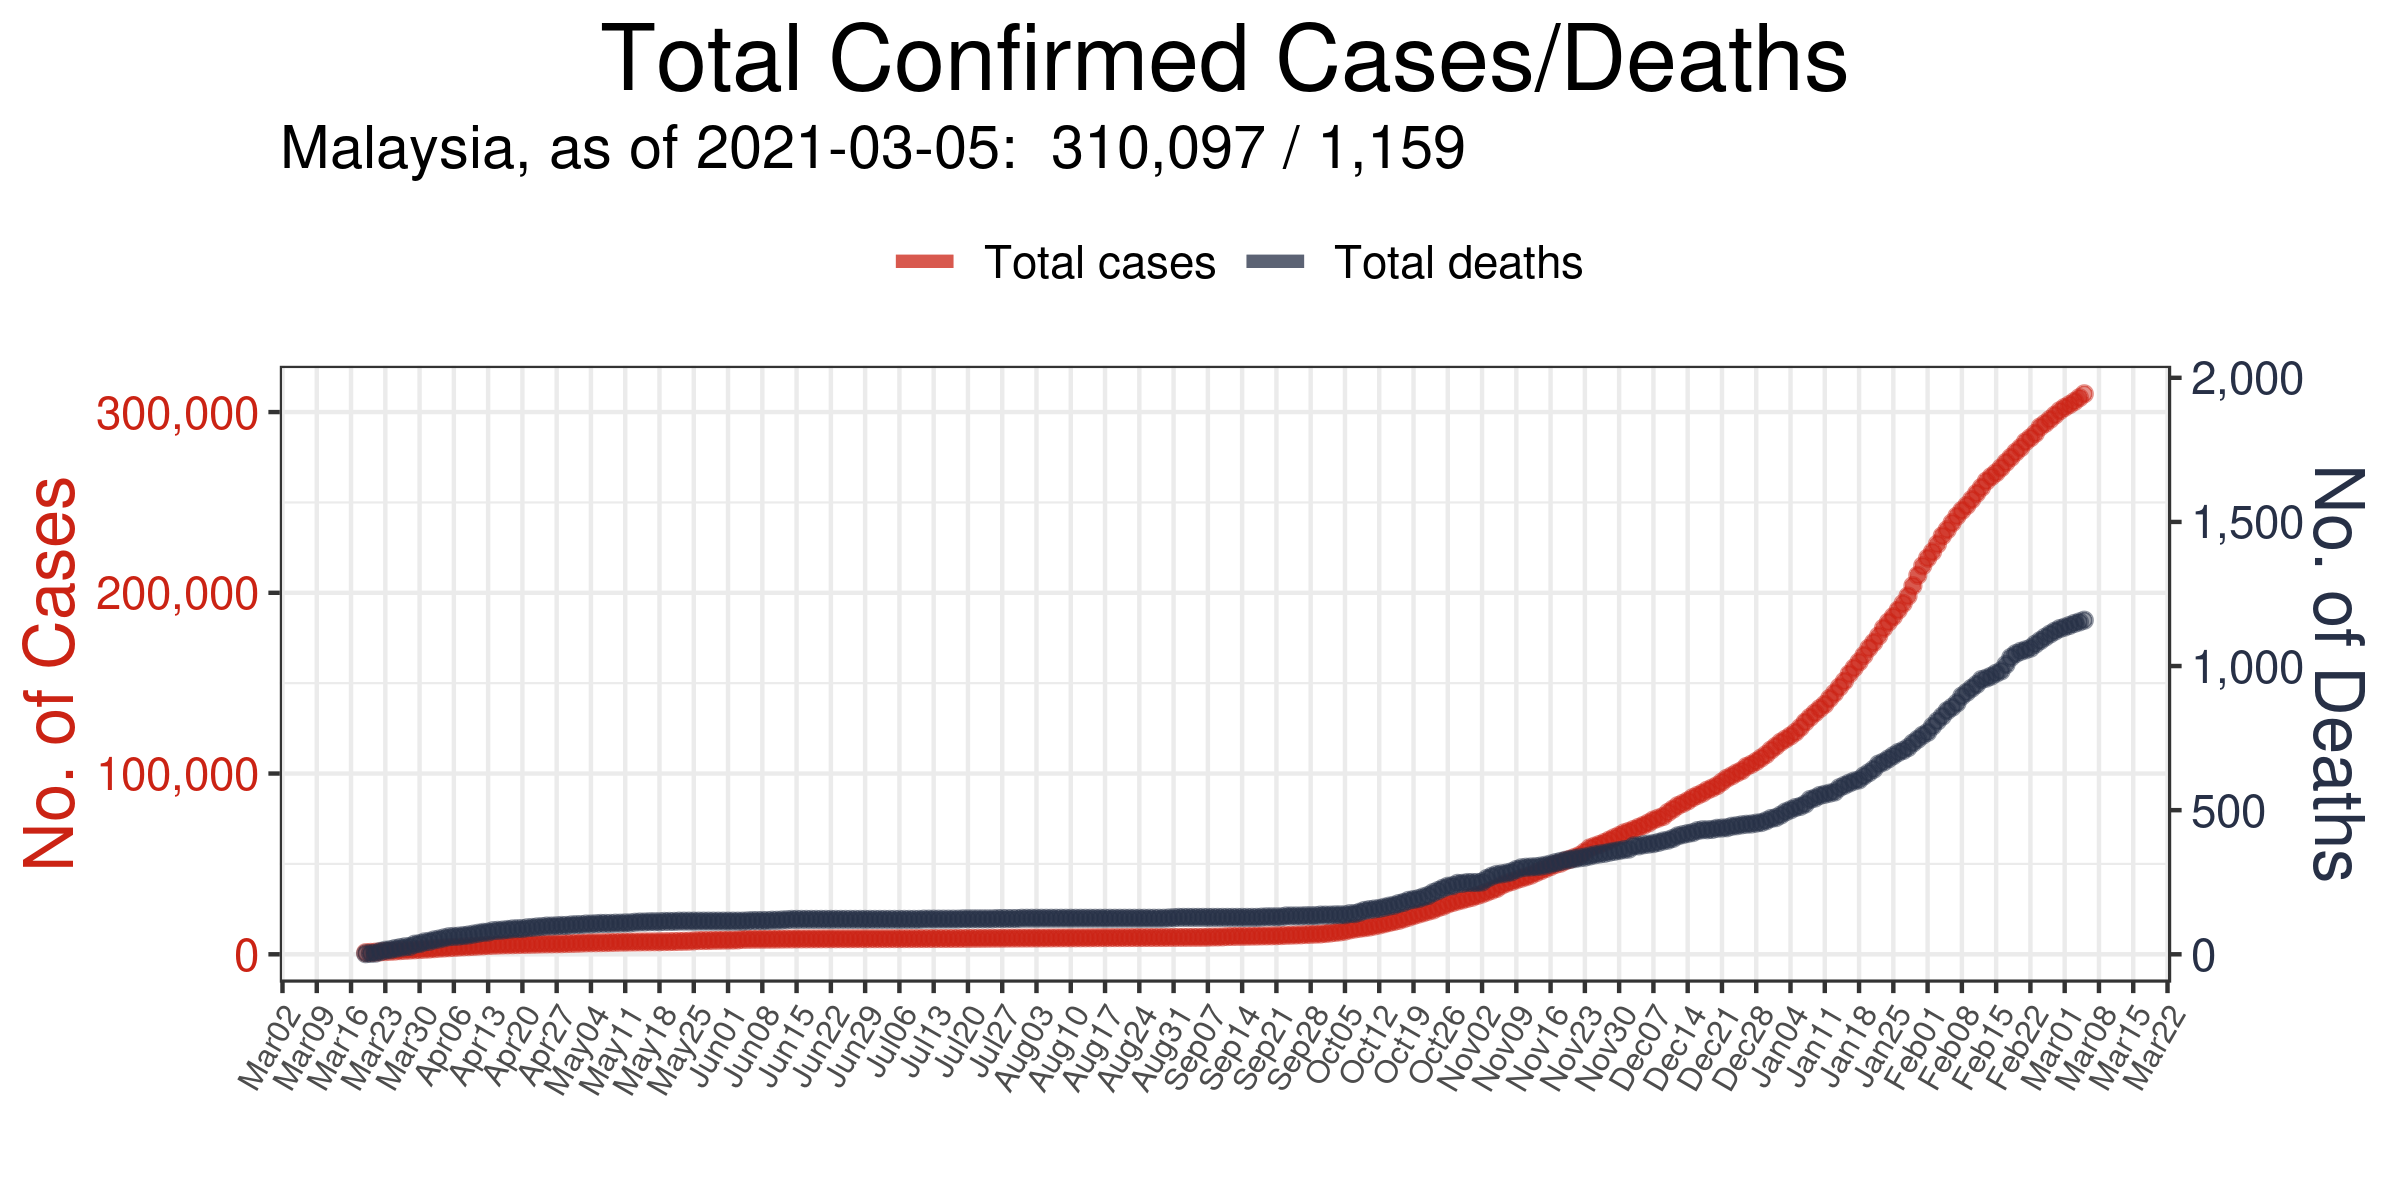 Total Confirmed Cases/Deaths
Malaysia, as of 2021-03-05:  310,097 / 1,159
Total cases
Total deaths
No. of Cases
300,000
200,000
100,000
0
2,000
1,500
1,000
500
0
No. of Deaths
Mar02
Mar09
Mar16
Mar23
Mar30
Apr06
Apr13
Apr20
Apr27
May04
May11
May18
May25
Jun01
Jun08
Jun15
Jun22
Jun29
Jul06
Jul13
Jul20
Jul27
Aug03
Aug10
Aug17
Aug24
Aug31
Sep07
Sep14
Sep21
Sep28
Oct05
Oct12
Oct19
Oct26
Nov02
Nov09
Nov16
Nov23
Nov30
Dec07
Dec14
Dec21
Dec28
Jan04
Jan11
Jan18
Jan25
Feb01
Feb08
Feb15
Feb22
Mar01
Mar08
Mar15
Mar22